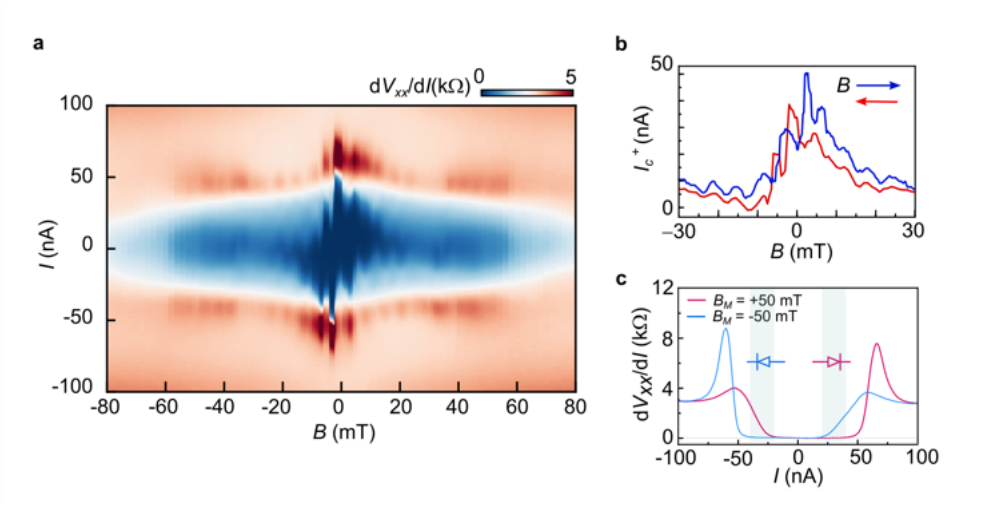 a
dVxx/dI(kΩ) 0 5
100
50
0
-50
-100
I (nA)
-80 -60 -40 -20 0 20 40 60 80
B (mT)
b
50
0
Ic+ (nA)
B
−30 0 30
B (mT)
c
12
8
4
0
dVxx/dI (kΩ)
BM = +50 mT
BM = -50 mT
-100 -50 0 50 100
I (nA)